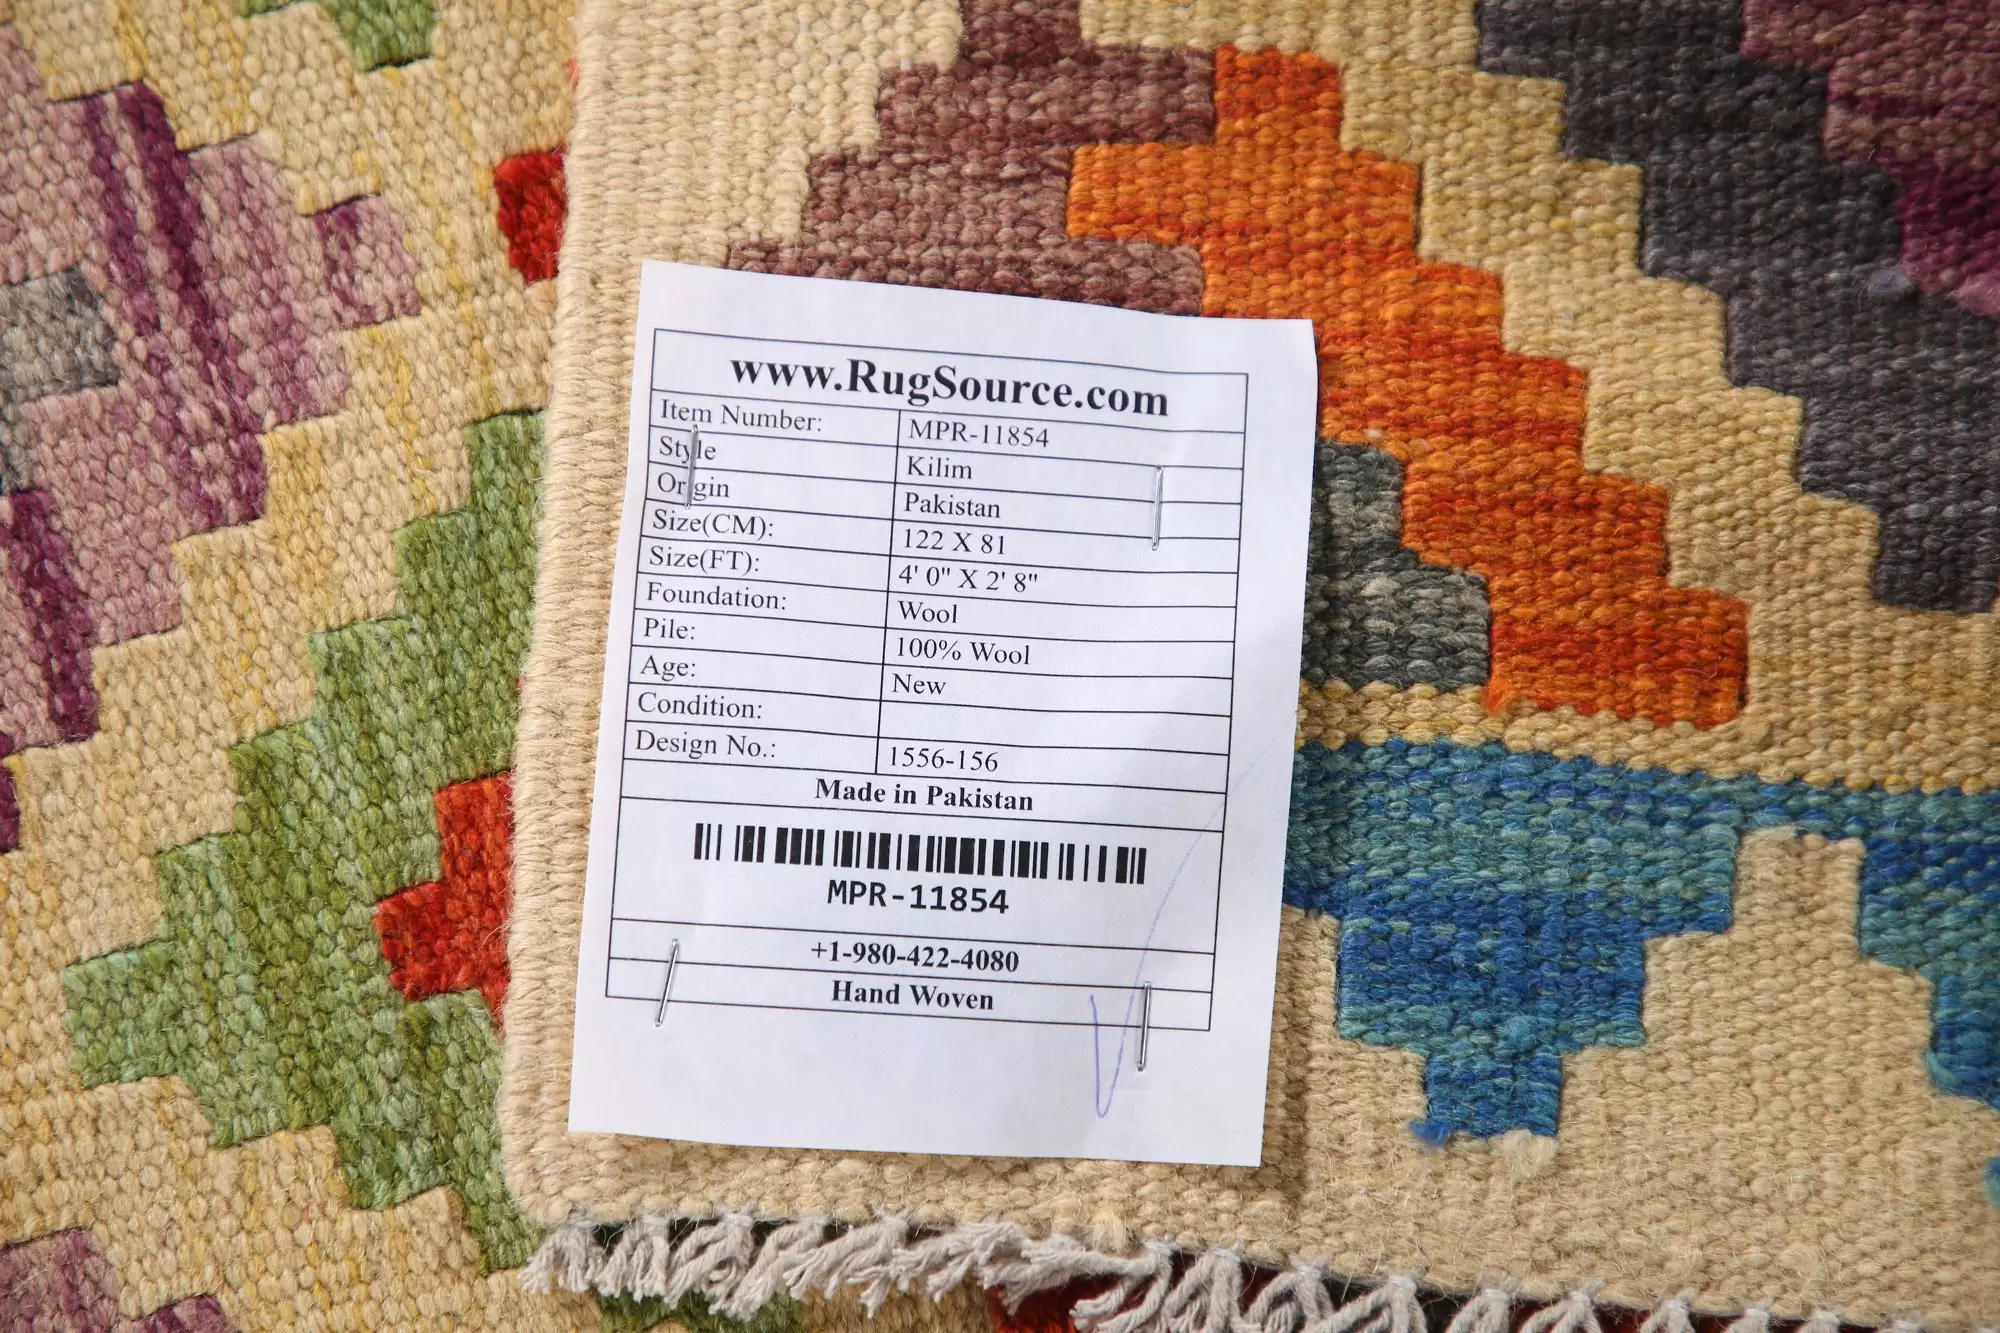 www.RugSource.com
Item Number: MPR-11854
Style Kilim
Origin Pakistan
Size(CM): 122 X 81
Size(FT): 4' 0" X 2' 8"
Foundation: Wool
Pile: 100% Wool
Age: New
Condition:
Design No.: 1556-156
Made in Pakistan
MPR-11854
+1-980-422-4080
Hand Woven